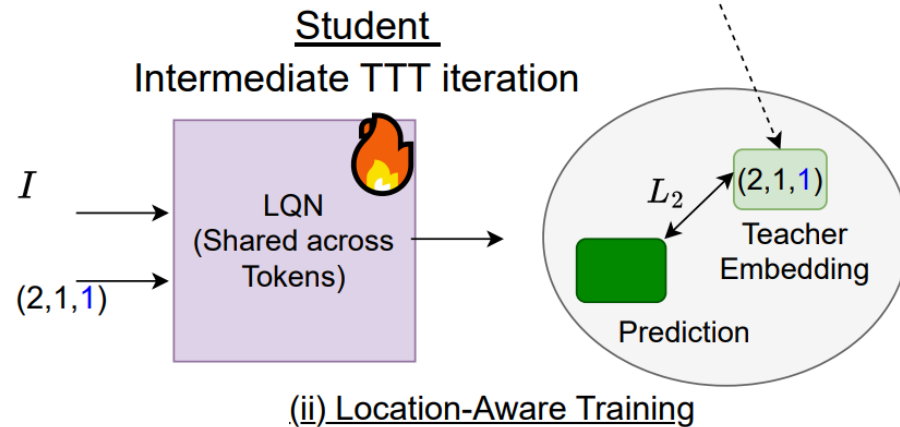 Student
Intermediate TTT iteration
I
(2,1,1)
LQN
(Shared across
Tokens)
L₂
(2,1,1)
Teacher
Embedding
Prediction
(ii) Location-Aware Training